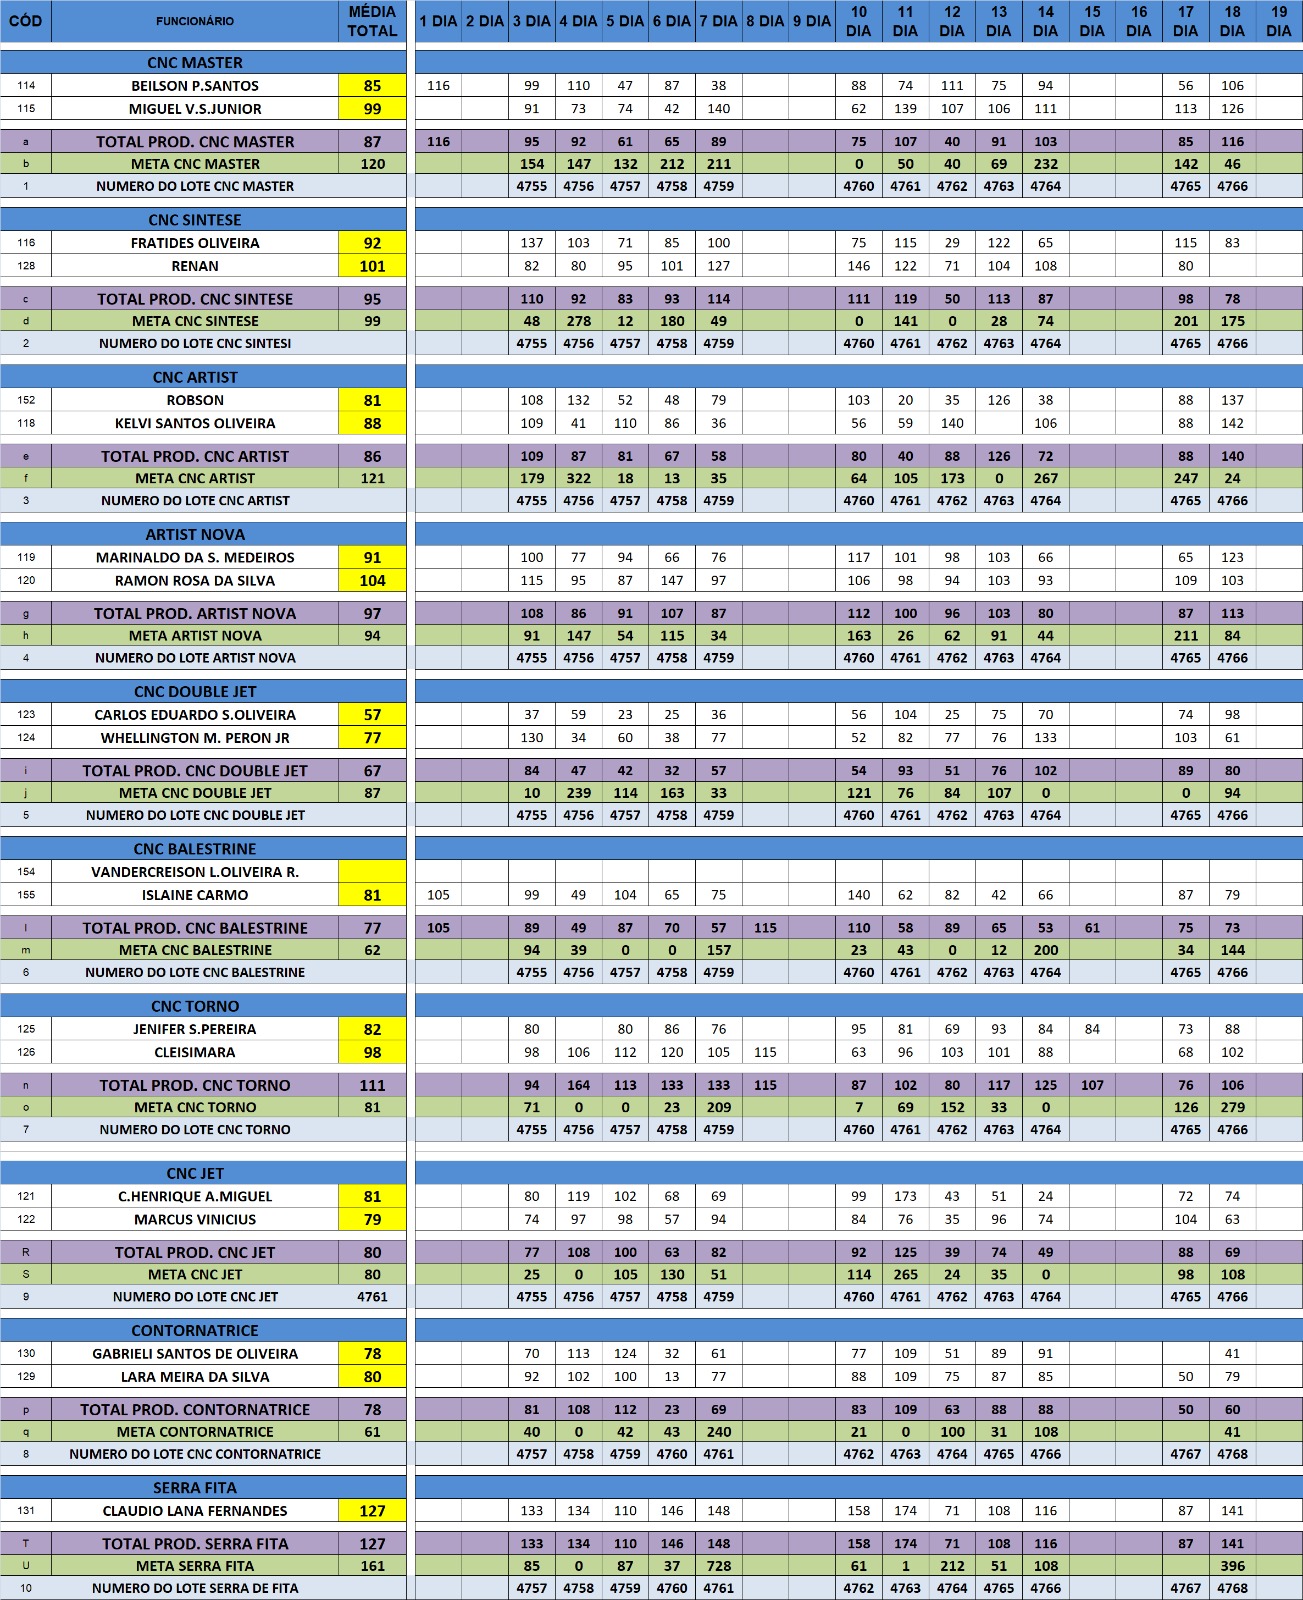 CÓD FUNCIONÁRIO MÉDIA TOTAL 1 DIA 2 DIA 3 DIA 4 DIA 5 DIA 6 DIA 7 DIA 8 DIA 9 DIA 10 DIA 11 DIA 12 DIA 13 DIA 14 DIA 15 DIA 16 DIA 17 DIA 18 DIA 19 DIA
CNC MASTER
114 BEILSON P.SANTOS 85 116 99 110 47 87 38 88 74 111 75 94 56 106
115 MIGUEL V.S.JUNIOR 99 91 73 74 42 140 62 139 107 106 111 113 126
a TOTAL PROD. CNC MASTER 87 116 95 92 61 65 89 75 107 40 91 103 85 116
b META CNC MASTER 120 154 147 132 212 211 0 50 40 69 232 142 46
1 NUMERO DO LOTE CNC MASTER 4755 4756 4757 4758 4759 4760 4761 4762 4763 4764 4765 4766
CNC SINTESE
116 FRATIDES OLIVEIRA 92 137 103 71 85 100 75 115 29 122 65 115 83
128 RENAN 101 82 80 95 101 127 146 122 71 104 108 80
c TOTAL PROD. CNC SINTESE 95 110 92 83 93 114 111 119 50 113 87 98 78
d META CNC SINTESE 99 48 278 12 180 49 0 141 0 28 74 201 175
2 NUMERO DO LOTE CNC SINTESI 4755 4756 4757 4758 4759 4760 4761 4762 4763 4764 4765 4766
CNC ARTIST
152 ROBSON 81 108 132 52 48 79 103 20 35 126 38 88 137
118 KELVI SANTOS OLIVEIRA 88 109 41 110 86 36 56 59 140 106 88 142
e TOTAL PROD. CNC ARTIST 86 109 87 81 67 58 80 40 88 126 72 88 140
f META CNC ARTIST 121 179 322 18 13 35 64 105 173 0 267 247 24
3 NUMERO DO LOTE CNC ARTIST 4755 4756 4757 4758 4759 4760 4761 4762 4763 4764 4765 4766
ARTIST NOVA
119 MARINALDO DA S. MEDEIROS 91 100 77 94 66 76 117 101 98 103 66 65 123
120 RAMON ROSA DA SILVA 104 115 95 87 147 97 106 98 94 103 93 109 103
g TOTAL PROD. ARTIST NOVA 97 108 86 91 107 87 112 100 96 103 80 87 113
h META ARTIST NOVA 94 91 147 54 115 34 163 26 62 91 44 211 84
4 NUMERO DO LOTE ARTIST NOVA 4755 4756 4757 4758 4759 4760 4761 4762 4763 4764 4765 4766
CNC DOUBLE JET
123 CARLOS EDUARDO S.OLIVEIRA 57 37 59 23 25 36 56 104 25 75 70 74 98
124 WHELLINGTON M. PERON JR 77 130 34 60 38 77 52 82 77 76 133 103 61
i TOTAL PROD. CNC DOUBLE JET 67 84 47 42 32 57 54 93 51 76 102 89 80
j META CNC DOUBLE JET 87 10 239 114 163 33 121 76 84 107 0 0 94
5 NUMERO DO LOTE CNC DOUBLE JET 4755 4756 4757 4758 4759 4760 4761 4762 4763 4764 4765 4766
CNC BALESTRINE
154 VANDERCREISON L.OLIVEIRA R.
155 ISLAINE CARMO 81 105 99 49 104 65 75 140 62 82 42 66 87 79
l TOTAL PROD. CNC BALESTRINE 77 105 89 49 87 70 57 115 110 58 89 65 53 61 75 73
m META CNC BALESTRINE 62 94 39 0 0 157 23 43 0 12 200 34 144
6 NUMERO DO LOTE CNC BALESTRINE 4755 4756 4757 4758 4759 4760 4761 4762 4763 4764 4765 4766
CNC TORNO
125 JENIFER S.PEREIRA 82 80 80 86 76 95 81 69 93 84 84 73 88
126 CLEISIMARA 98 98 106 112 120 105 115 63 96 103 101 88 68 102
n TOTAL PROD. CNC TORNO 111 94 164 113 133 133 115 87 102 80 117 125 107 76 106
o META CNC TORNO 81 71 0 0 23 209 7 69 152 33 0 126 279
7 NUMERO DO LOTE CNC TORNO 4755 4756 4757 4758 4759 4760 4761 4762 4763 4764 4765 4766
CNC JET
121 C.HENRIQUE A.MIGUEL 81 80 119 102 68 69 99 173 43 51 24 72 74
122 MARCUS VINICIUS 79 74 97 98 57 94 84 76 35 96 74 104 63
R TOTAL PROD. CNC JET 80 77 108 100 63 82 92 125 39 74 49 88 69
S META CNC JET 80 25 0 105 130 51 114 265 24 35 0 98 108
9 NUMERO DO LOTE CNC JET 4761 4755 4756 4757 4758 4759 4760 4761 4762 4763 4764 4765 4766
CONTORNATRICE
130 GABRIELI SANTOS DE OLIVEIRA 78 70 113 124 32 61 77 109 51 89 91 41
129 LARA MEIRA DA SILVA 80 92 102 100 13 77 88 109 75 87 85 50 79
p TOTAL PROD. CONTORNATRICE 78 81 108 112 23 69 83 109 63 88 88 50 60
q META CONTORNATRICE 61 40 0 42 43 240 21 0 100 31 108 41
8 NUMERO DO LOTE CNC CONTORNATRICE 4757 4758 4759 4760 4761 4762 4763 4764 4765 4766 4767 4768
SERRA FITA
131 CLAUDIO LANA FERNANDES 127 133 134 110 146 148 158 174 71 108 116 87 141
T TOTAL PROD. SERRA FITA 127 133 134 110 146 148 158 174 71 108 116 87 141
U META SERRA FITA 161 85 0 87 37 728 61 1 212 51 108 396
10 NUMERO DO LOTE SERRA DE FITA 4757 4758 4759 4760 4761 4762 4763 4764 4765 4766 4767 4768